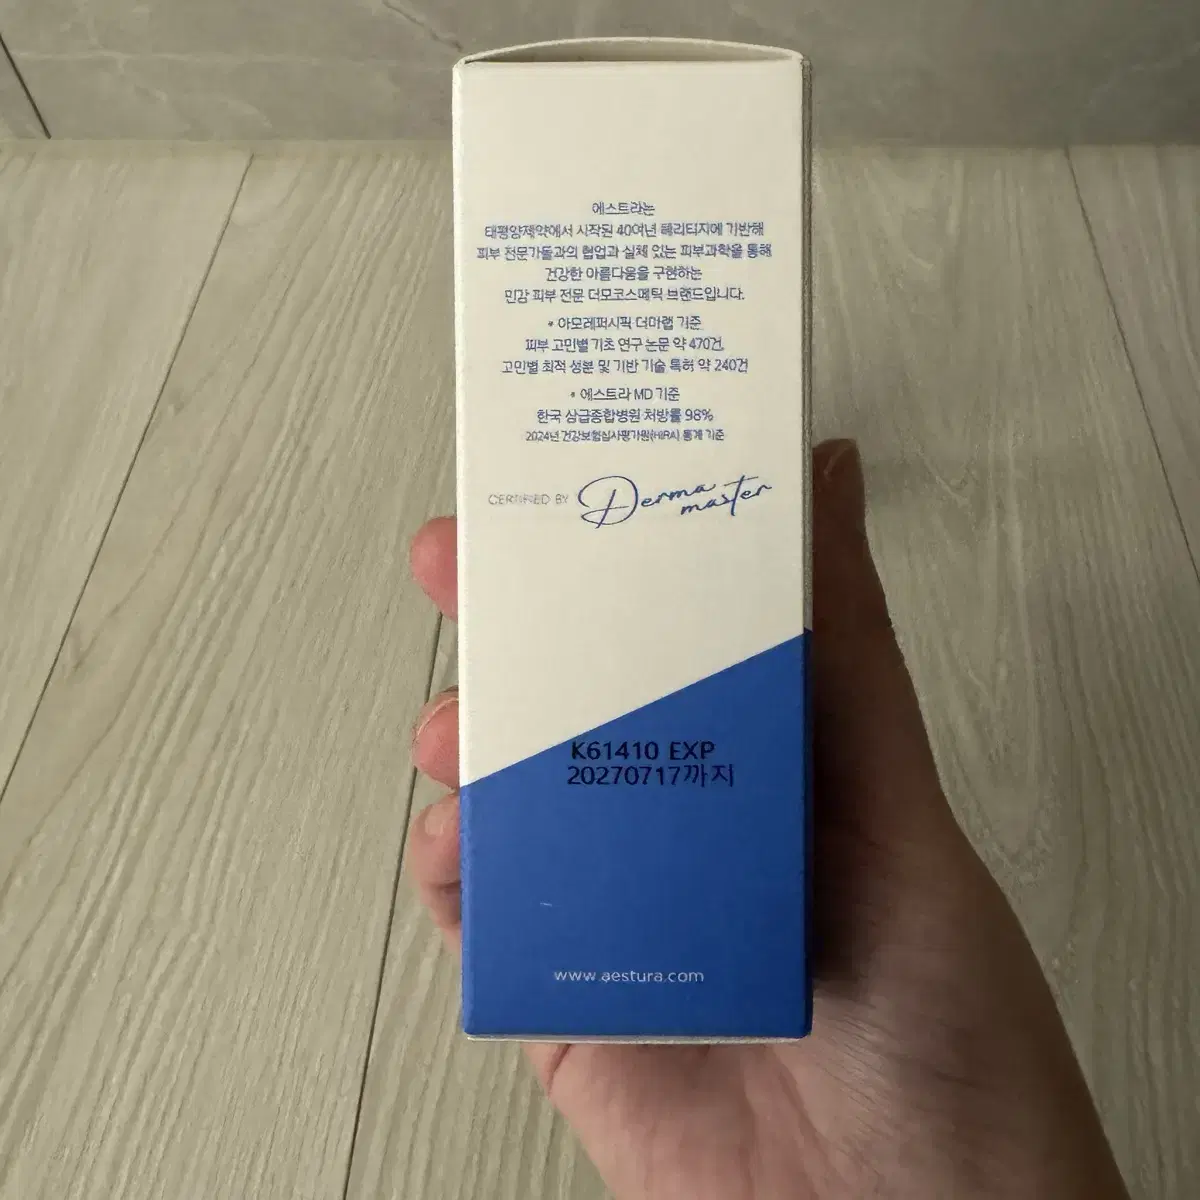 에스트라는
태평양제약에서 시작된 40여년 헤리티지에 기반해
피부 전문가들과의 협업과 실체 있는 피부과학을 통해
건강한 아름다움을 구현하는
민감 피부 전문 더모코스메틱 브랜드입니다.
* 아모레퍼시픽 더마랩 기준
피부 고민별 기초 연구 논문 약 470건,
고민별 최적 성분 및 기반 기술 특허 약 240건
* 에스트라 MD 기준
한국 상급종합병원 처방률 98%
2024년 건강보험심사평가원(HIRA) 통계 기준
CERTIFIED BY Derma master
K61410 EXP
20270717까지
www.aestura.com